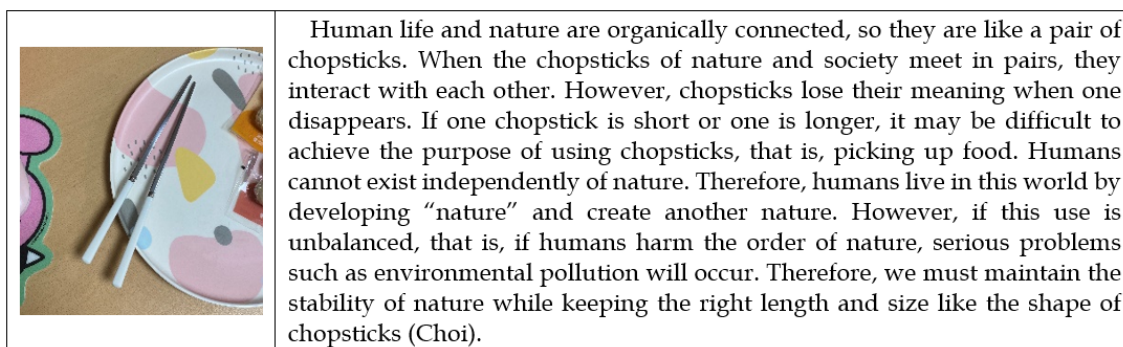 Human life and nature are organically connected, so they are like a pair of
chopsticks. When the chopsticks of nature and society meet in pairs, they
interact with each other. However, chopsticks lose their meaning when one
disappears. If one chopstick is short or one is longer, it may be difficult to
achieve the purpose of using chopsticks, that is, picking up food. Humans
cannot exist independently of nature. Therefore, humans live in this world by
developing “nature” and create another nature. However, if this use is
unbalanced, that is, if humans harm the order of nature, serious problems
such as environmental pollution will occur. Therefore, we must maintain the
stability of nature while keeping the right length and size like the shape of
chopsticks (Choi).